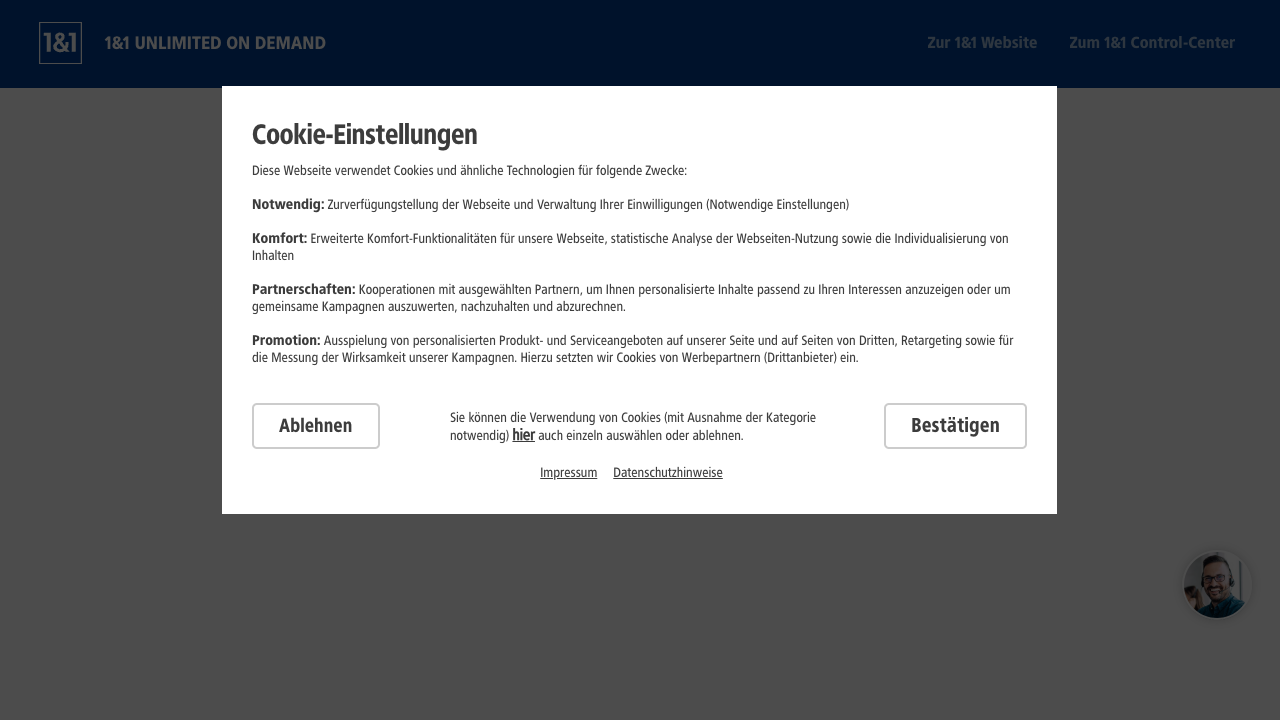 1&1
1&1 UNLIMITED ON DEMAND
Zur 1&1 Website
Zum 1&1 Control-Center
Cookie-Einstellungen
Diese Webseite verwendet Cookies und ähnliche Technologien für folgende Zwecke:
Notwendig: Zurverfügungstellung der Webseite und Verwaltung Ihrer Einwilligungen (Notwendige Einstellungen)
Komfort: Erweiterte Komfort-Funktionalitäten für unsere Webseite, statistische Analyse der Webseiten-Nutzung sowie die Individualisierung von
Inhalten
Partnerschaften: Kooperationen mit ausgewählten Partnern, um Ihnen personalisierte Inhalte passend zu Ihren Interessen anzuzeigen oder um
gemeinsame Kampagnen auszuwerten, nachzuhalten und abzurechnen.
Promotion: Ausspielung von personalisierten Produkt- und Serviceangeboten auf unserer Seite und auf Seiten von Dritten, Retargeting sowie für
die Messung der Wirksamkeit unserer Kampagnen. Hierzu setzten wir Cookies von Werbepartnern (Drittanbieter) ein.
Ablehnen
Sie können die Verwendung von Cookies (mit Ausnahme der Kategorie
notwendig) hier auch einzeln auswählen oder ablehnen.
Bestätigen
Impressum
Datenschutzhinweise